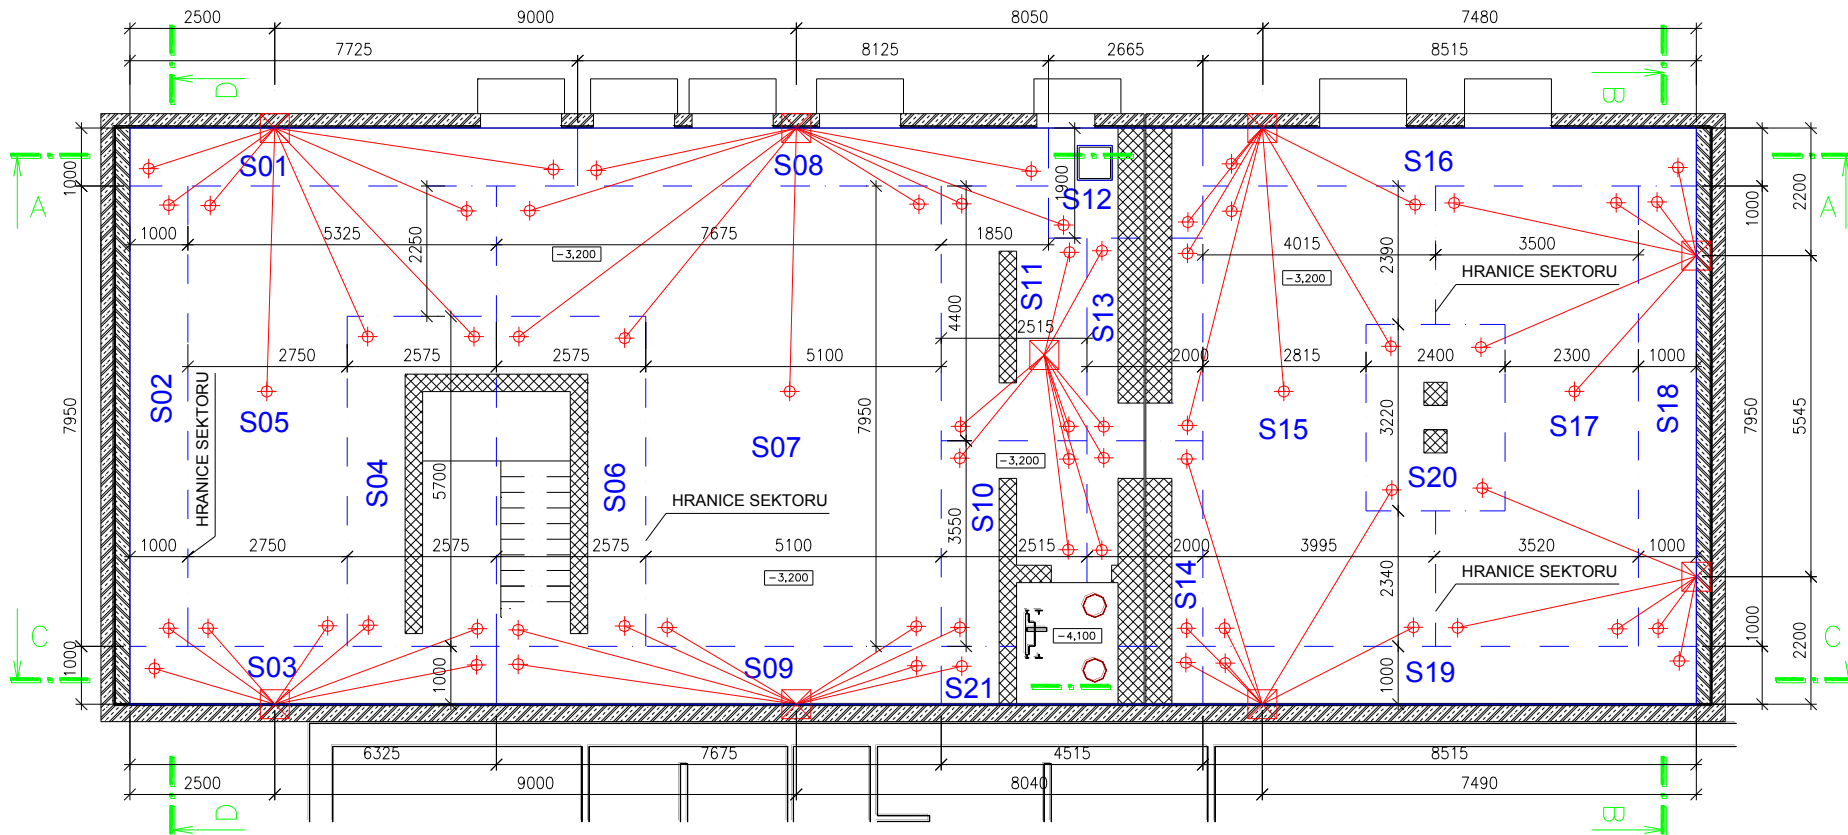 2500 9000 8050 7480
7725 8125 2665 8515
D B
S01 S08 S12 S16
A 1000 1900 1000 2200 A
1000 5325 2250 7675 1850 4015 2390 3500
-3,200 -3,200
HRANICE SEKTORU
S11 S13
4400 2515
2750 2575 2575 5100 2000 2815 2400 2300 1000
S02 S05 S07 S15 S17 S18
7950 7950 3220 7950 5545
HRANICE SEKTORU
S04 5700 S06 S10 -3,200 S20
HRANICE SEKTORU
3550
1000 2750 2575 2575 5100 2515 2000 3995 3520 1000
-3,200 S14 2340
HRANICE SEKTORU
C 1000 -4,100 1000 2200 C
S03 1000 S09 S21 1000 S19
6325 7675 4515 8515
2500 9000 8040 7490
D B